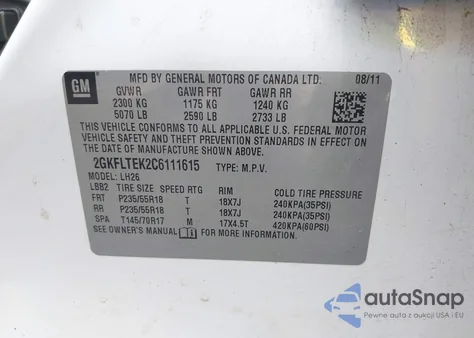 GM
MFD BY GENERAL MOTORS OF CANADA LTD. 08/11
GVWR GAWR FRT GAWR RR
2300 KG 1175 KG 1240 KG
5070 LB 2590 LB 2733 LB
THIS VEHICLE CONFORMS TO ALL APPLICABLE U.S. FEDERAL MOTOR
VEHICLE SAFETY AND THEFT PREVENTION STANDARDS IN EFFECT ON THE
DATE OF MANUFACTURE SHOWN ABOVE.
2GKFLTEK2C6111615 TYPE: M.P.V.
MODEL: LH26
LBB2 TIRE SIZE SPEED RTG RIM COLD TIRE PRESSURE
FRT P235/55R18 T 18X7J 240KPA(35PSI)
RR P235/55R18 T 18X7J 240KPA(35PSI)
SPA T145/70R17 M 17X4.5T 420KPA(60PSI)
SEE OWNER'S MANUAL FOR MORE INFORMATION.
autoSnap
Pewne auto z USA i EU